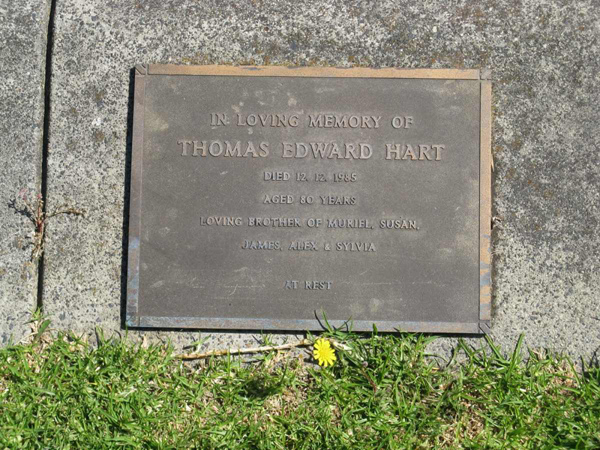 IN LOVING MEMORY OF
THOMAS EDWARD HART
DIED 12. 12. 1985
AGED 80 YEARS
LOVING BROTHER OF MURIEL, SUSAN,
JAMES, ALEX & SYLVIA
AT REST